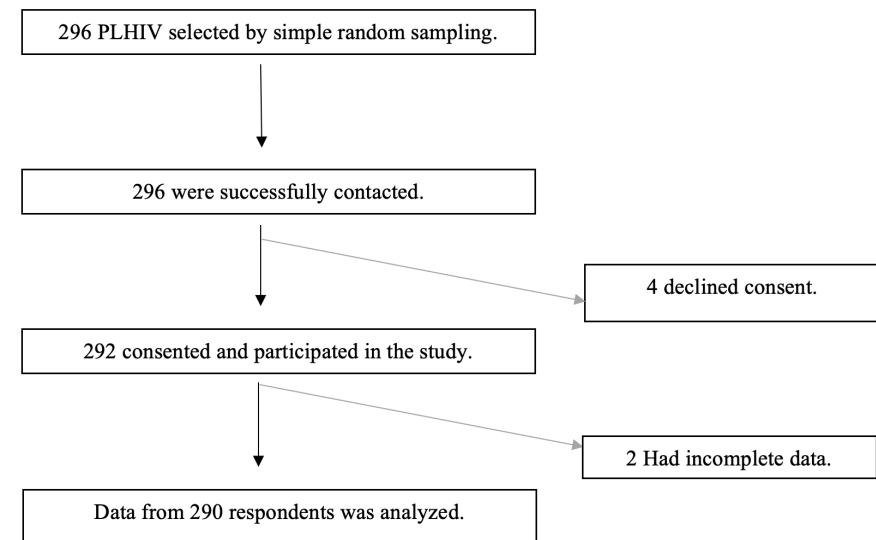 296 PLHIV selected by simple random sampling.
296 were successfully contacted.
4 declined consent.
292 consented and participated in the study.
2 Had incomplete data.
Data from 290 respondents was analyzed.